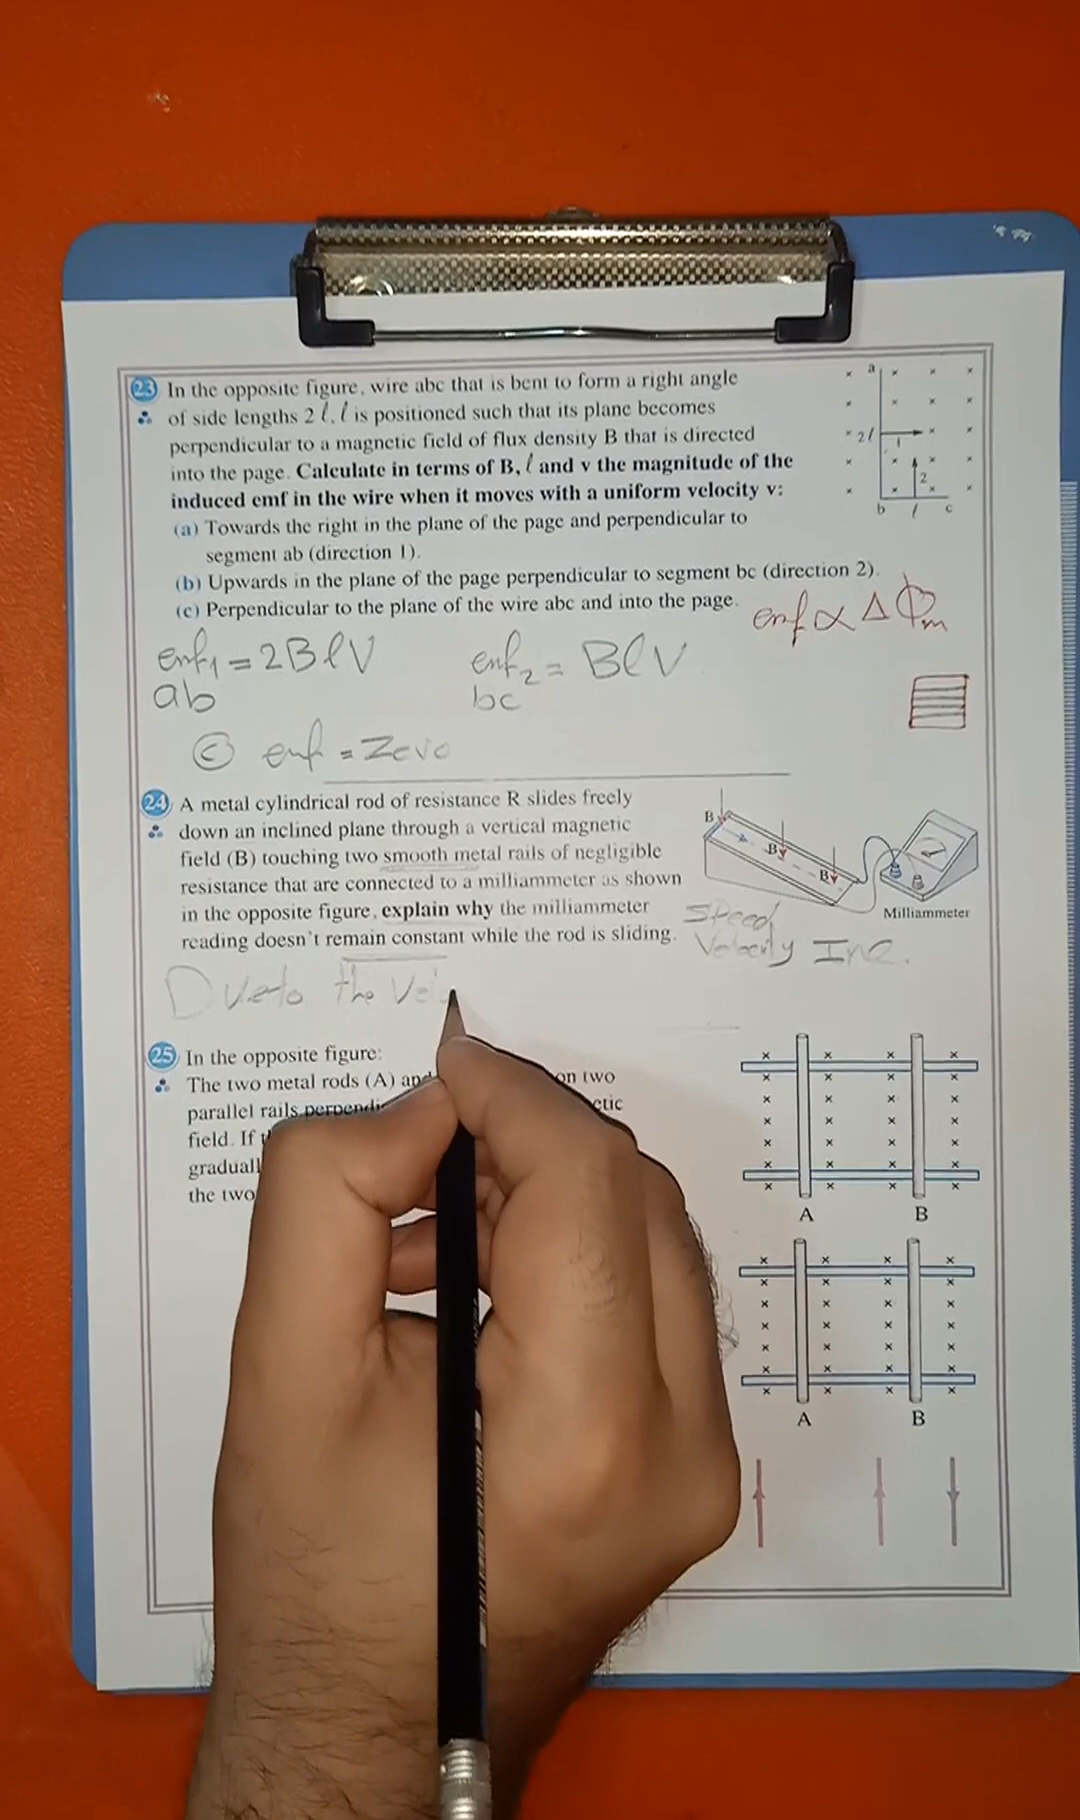 23 In the opposite figure, wire abc that is bent to form a right angle
of side lengths 2 ℓ, ℓ is positioned such that its plane becomes
perpendicular to a magnetic field of flux density B that is directed
into the page. Calculate in terms of B, ℓ and v the magnitude of the
induced emf in the wire when it moves with a uniform velocity v:
(a) Towards the right in the plane of the page and perpendicular to
segment ab (direction 1).
(b) Upwards in the plane of the page perpendicular to segment bc (direction 2).
(c) Perpendicular to the plane of the wire abc and into the page.
a
2ℓ
1
2
b ℓ c
emf ∝ Δ Φm
emf1 = 2BℓV
ab
emf2 = BℓV
bc
c emf = Zero
24 A metal cylindrical rod of resistance R slides freely
down an inclined plane through a vertical magnetic
field (B) touching two smooth metal rails of negligible
resistance that are connected to a milliammeter as shown
in the opposite figure, explain why the milliammeter
reading doesn't remain constant while the rod is sliding.
B
B
B
Milliammeter
Speed
Velocity Inc.
Due to the Velo
25 In the opposite figure:
The two metal rods (A) and on two
parallel rails perpendi etic
field. If
graduall
the two
A B
A B